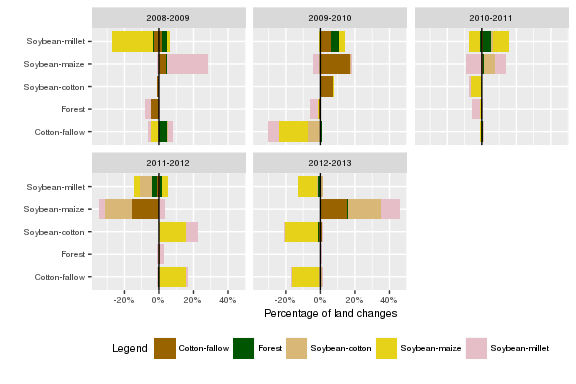 2008-2009 2009-2010 2010-2011
Soybean-millet
Soybean-maize
Soybean-cotton
Forest
Cotton-fallow
2011-2012 2012-2013
Soybean-millet
Soybean-maize
Soybean-cotton
Forest
Cotton-fallow
-20% 0% 20% 40% -20% 0% 20% 40%
Percentage of land changes
Legend Cotton-fallow Forest Soybean-cotton Soybean-maize Soybean-millet